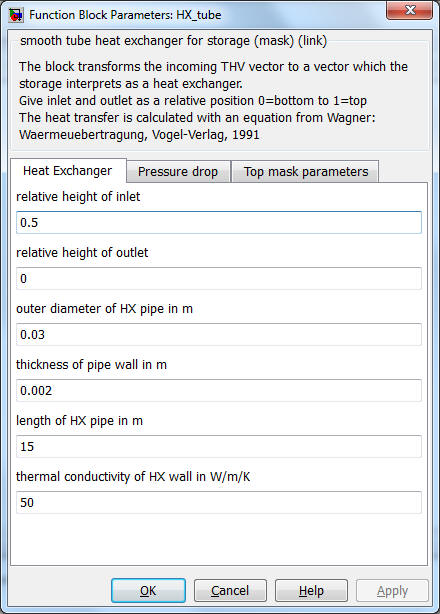 Function Block Parameters: HX_tube
smooth tube heat exchanger for storage (mask) (link)
The block transforms the incoming THV vector to a vector which the
storage interprets as a heat exchanger.
Give inlet and outlet as a relative position 0=bottom to 1=top
The heat transfer is calculated with an equation from Wagner:
Waermeuebertragung, Vogel-Verlag, 1991
Heat Exchanger Pressure drop Top mask parameters
relative height of inlet
0.5
relative height of outlet
0
outer diameter of HX pipe in m
0.03
thickness of pipe wall in m
0.002
length of HX pipe in m
15
thermal conductivity of HX wall in W/m/K
50
OK Cancel Help Apply